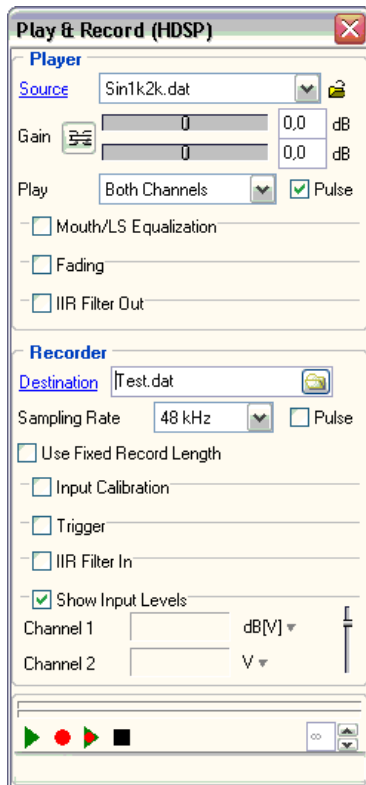 Play & Record (HDSP)
Player
Source Sin1k2k.dat
Gain 0 0,0 dB
0 0,0 dB
Play Both Channels Pulse
Mouth/LS Equalization
Fading
IIR Filter Out
Recorder
Destination Test.dat
Sampling Rate 48 kHz Pulse
Use Fixed Record Length
Input Calibration
Trigger
IIR Filter In
Show Input Levels
Channel 1 dB[V]
Channel 2 V
∞